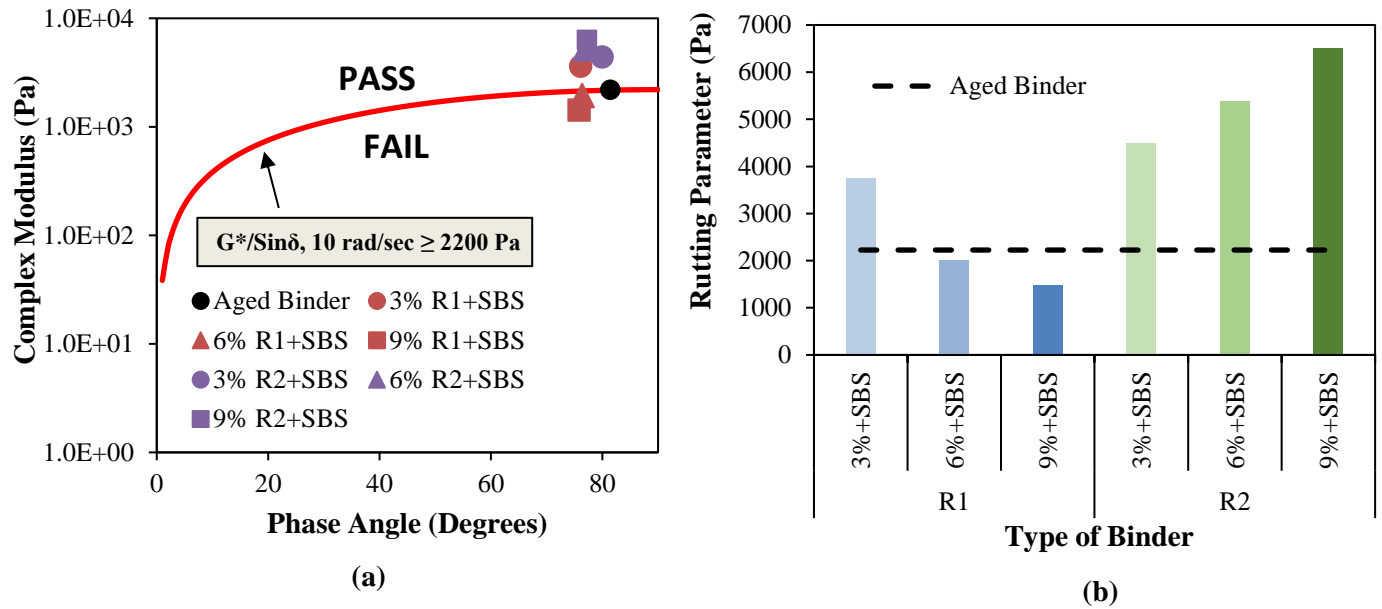 Complex Modulus (Pa)
1.0E+04
1.0E+03
1.0E+02
1.0E+01
1.0E+00
PASS
FAIL
G*/Sinδ, 10 rad/sec ≥ 2200 Pa
Aged Binder
3% R1+SBS
6% R1+SBS
9% R1+SBS
3% R2+SBS
6% R2+SBS
9% R2+SBS
0
20
40
60
80
Phase Angle (Degrees)
(a)
Rutting Parameter (Pa)
7000
6000
5000
4000
3000
2000
1000
0
Aged Binder
3%+SBS
6%+SBS
9%+SBS
3%+SBS
6%+SBS
9%+SBS
R1
R2
Type of Binder
(b)